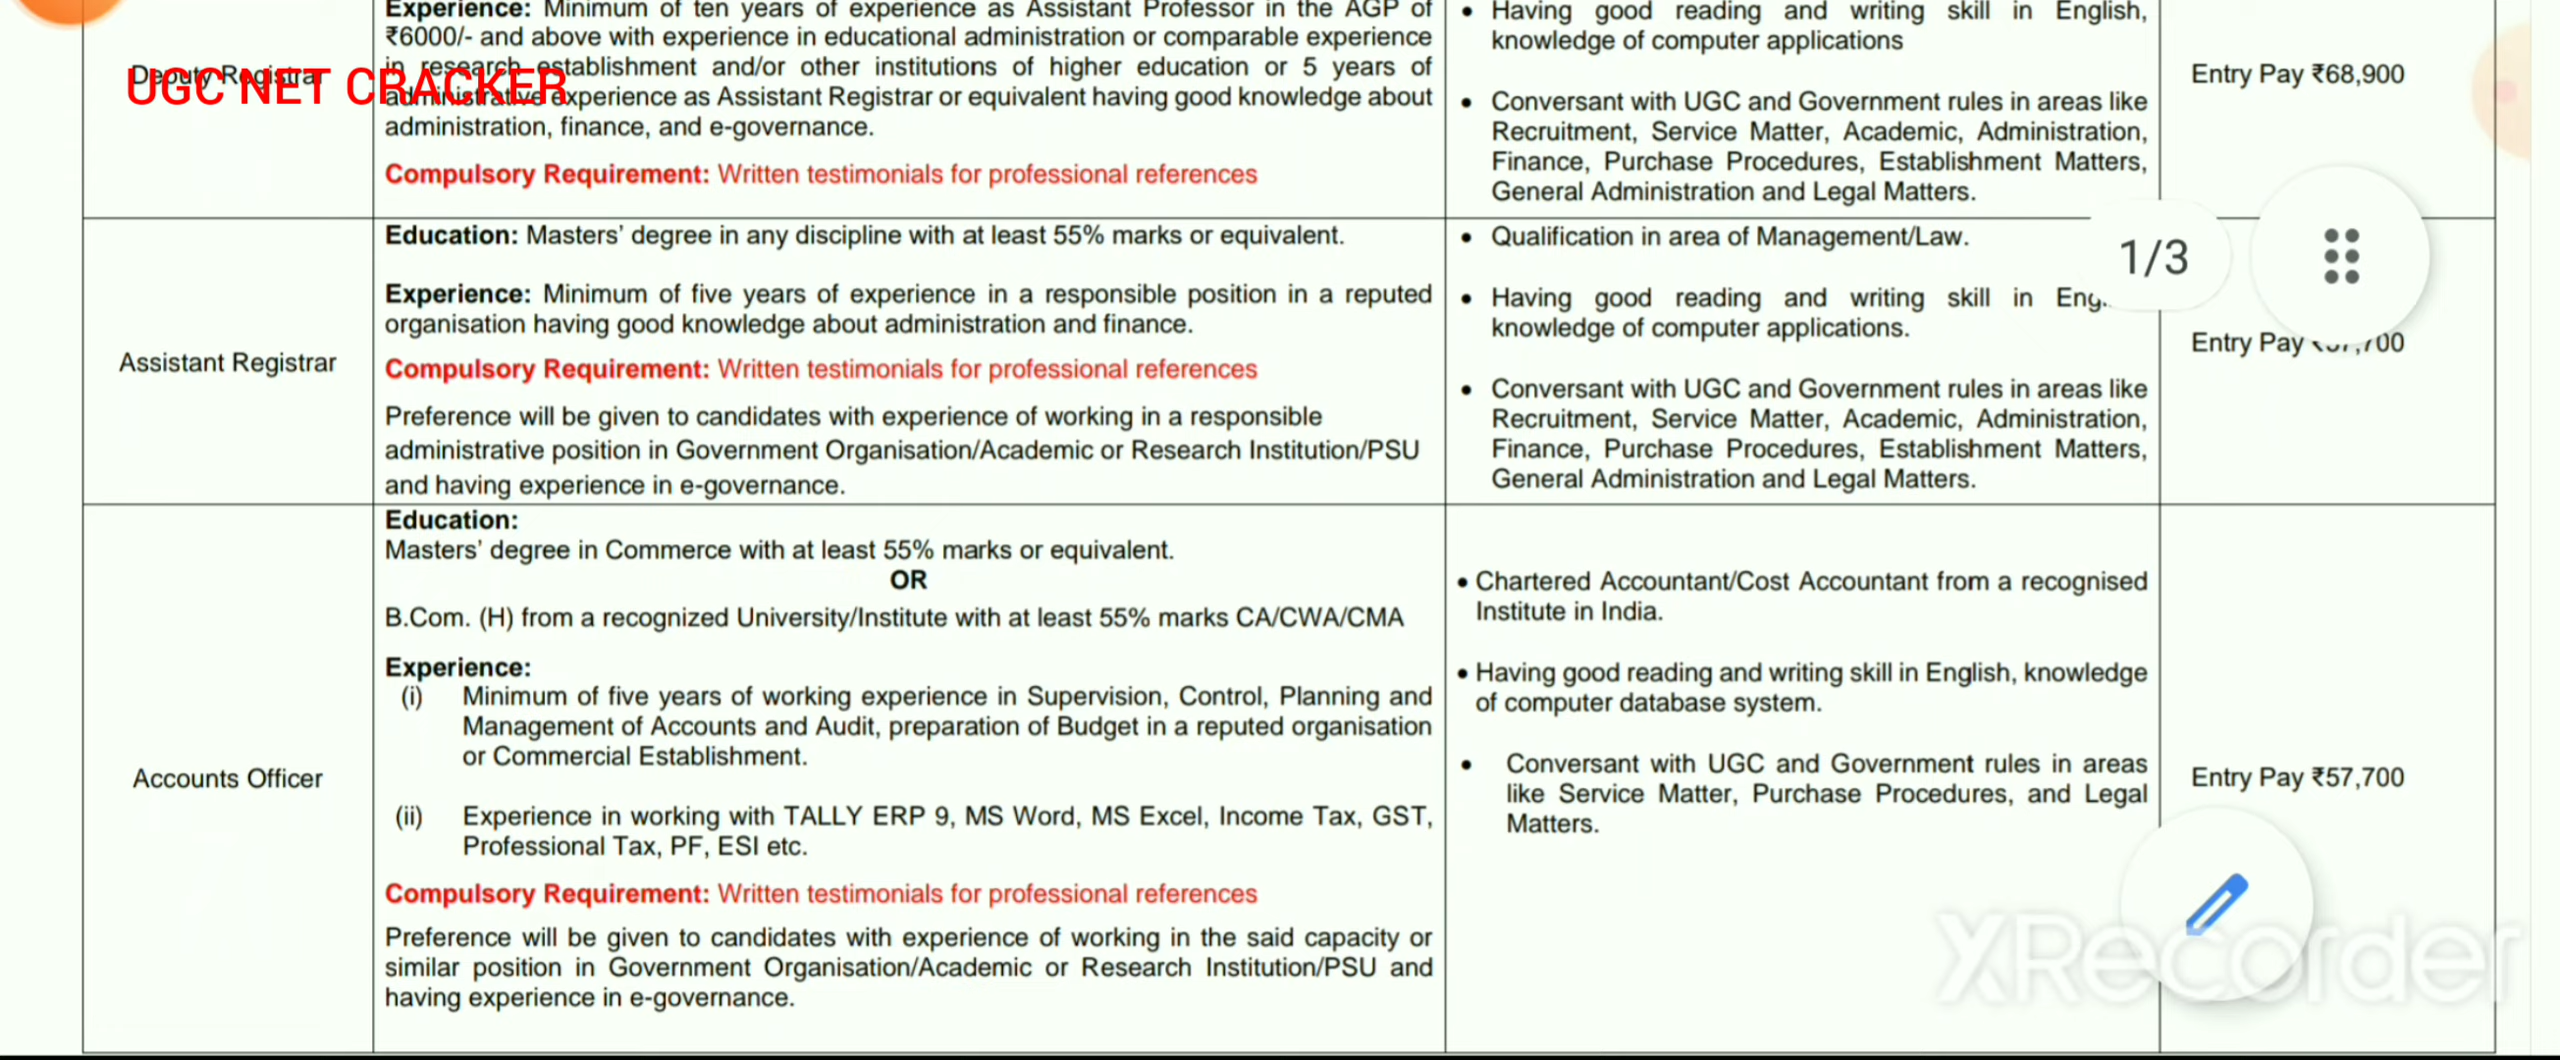 Experience: Minimum of ten years of experience as Assistant Professor in the AGP of
₹6000/- and above with experience in educational administration or comparable experience
in research establishment and/or other institutions of higher education or 5 years of
administrative experience as Assistant Registrar or equivalent having good knowledge about
administration, finance, and e-governance.
Compulsory Requirement: Written testimonials for professional references
Deputy Registrar
UGC NET CRACKER
• Having good reading and writing skill in English,
knowledge of computer applications
• Conversant with UGC and Government rules in areas like
Recruitment, Service Matter, Academic, Administration,
Finance, Purchase Procedures, Establishment Matters,
General Administration and Legal Matters.
Entry Pay ₹68,900
Assistant Registrar
Education: Masters’ degree in any discipline with at least 55% marks or equivalent.
Experience: Minimum of five years of experience in a responsible position in a reputed
organisation having good knowledge about administration and finance.
Compulsory Requirement: Written testimonials for professional references
Preference will be given to candidates with experience of working in a responsible
administrative position in Government Organisation/Academic or Research Institution/PSU
and having experience in e-governance.
• Qualification in area of Management/Law.
• Having good reading and writing skill in
knowledge of computer applications.
• Conversant with UGC and Government rules in areas like
Recruitment, Service Matter, Academic, Administration,
Finance, Purchase Procedures, Establishment Matters,
General Administration and Legal Matters.
1/3
Entry Pay
Accounts Officer
Education:
Masters’ degree in Commerce with at least 55% marks or equivalent.
OR
B.Com. (H) from a recognized University/Institute with at least 55% marks CA/CWA/CMA
Experience:
(i) Minimum of five years of working experience in Supervision, Control, Planning and
Management of Accounts and Audit, preparation of Budget in a reputed organisation
or Commercial Establishment.
(ii) Experience in working with TALLY ERP 9, MS Word, MS Excel, Income Tax, GST,
Professional Tax, PF, ESI etc.
Compulsory Requirement: Written testimonials for professional references
Preference will be given to candidates with experience of working in the said capacity or
similar position in Government Organisation/Academic or Research Institution/PSU and
having experience in e-governance.
• Chartered Accountant/Cost Accountant from a recognised
Institute in India.
• Having good reading and writing skill in English, knowledge
of computer database system.
• Conversant with UGC and Government rules in areas
like Service Matter, Purchase Procedures, and Legal
Matters.
Entry Pay ₹57,700
XRecorder